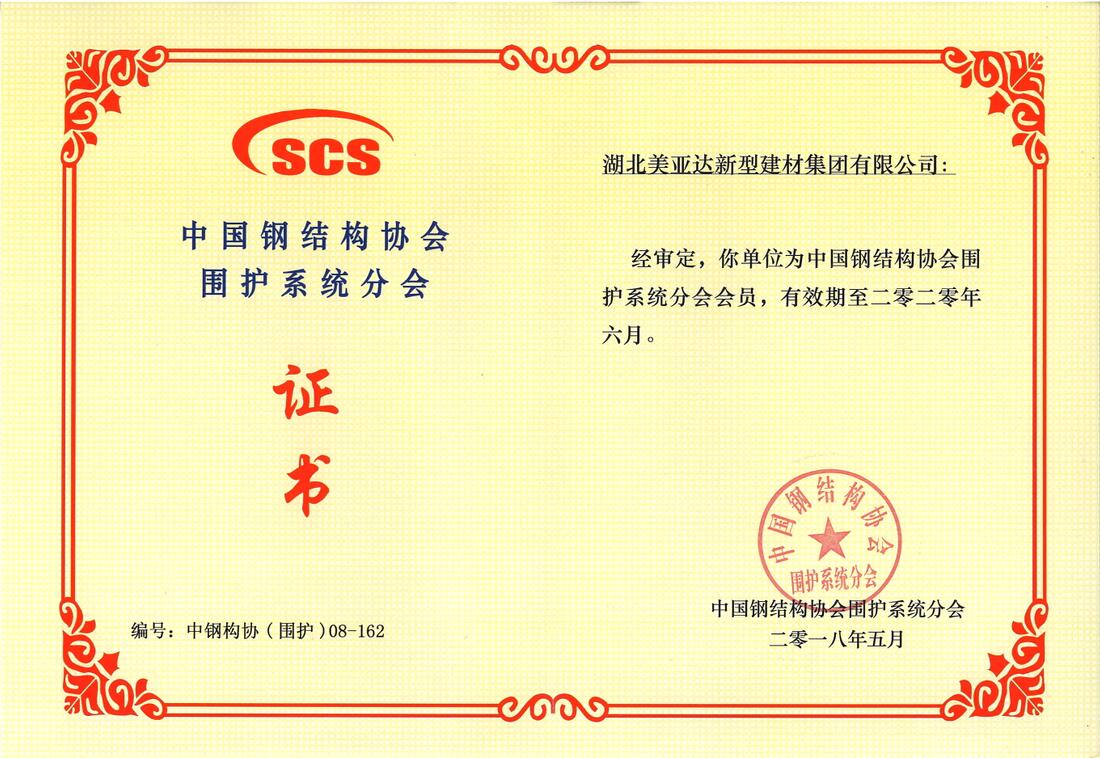 SCS
中国钢结构协会
围护系统分会
证
书
编号：中钢构协(围护)08-162
湖北美亚达新型建材集团有限公司：
经审定，你单位为中国钢结构协会围
护系统分会会员，有效期至二零二零年
六月。
中国钢结构协会
围护系统分会
中国钢结构协会围护系统分会
二零一八年五月